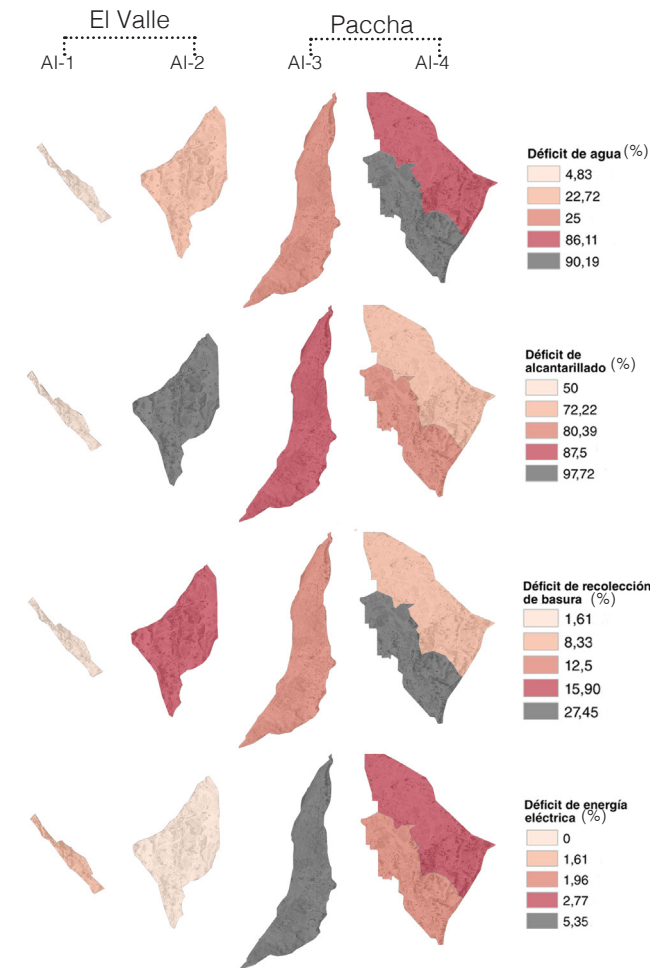 El Valle
Paccha
AI-1
AI-2
AI-3
AI-4
Déficit de agua (%)
4,83
22,72
25
86,11
90,19
Déficit de
alcantarillado (%)
50
72,22
80,39
87,5
97,72
Déficit de recolección
de basura (%)
1,61
8,33
12,5
15,90
27,45
Déficit de energía
eléctrica (%)
0
1,61
1,96
2,77
5,35